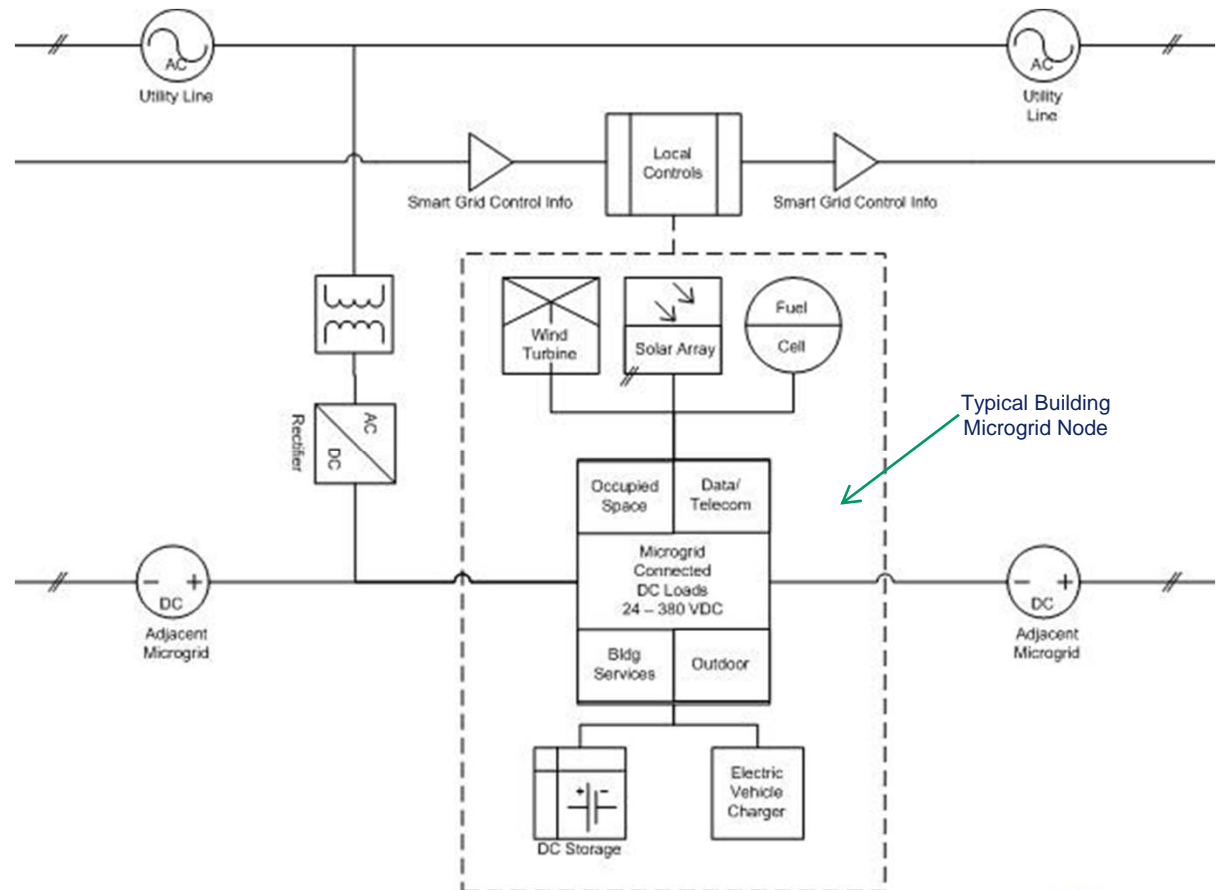 AC
Utility Line
AC
Utility
Line
Local
Controls
Smart Grid Control Info
Smart Grid Control Info
Wind
Turbine
Solar Array
Fuel
Cell
Typical Building
Microgrid Node
AC
DC
Rectifier
Occupied
Space
Data/
Telecom
Microgrid
Connected
DC Loads
24 – 380 VDC
- +
DC
Adjacent
Microgrid
- +
DC
Adjacent
Microgrid
Bldg
Services
Outdoor
+ -
DC Storage
Electric
Vehicle
Charger